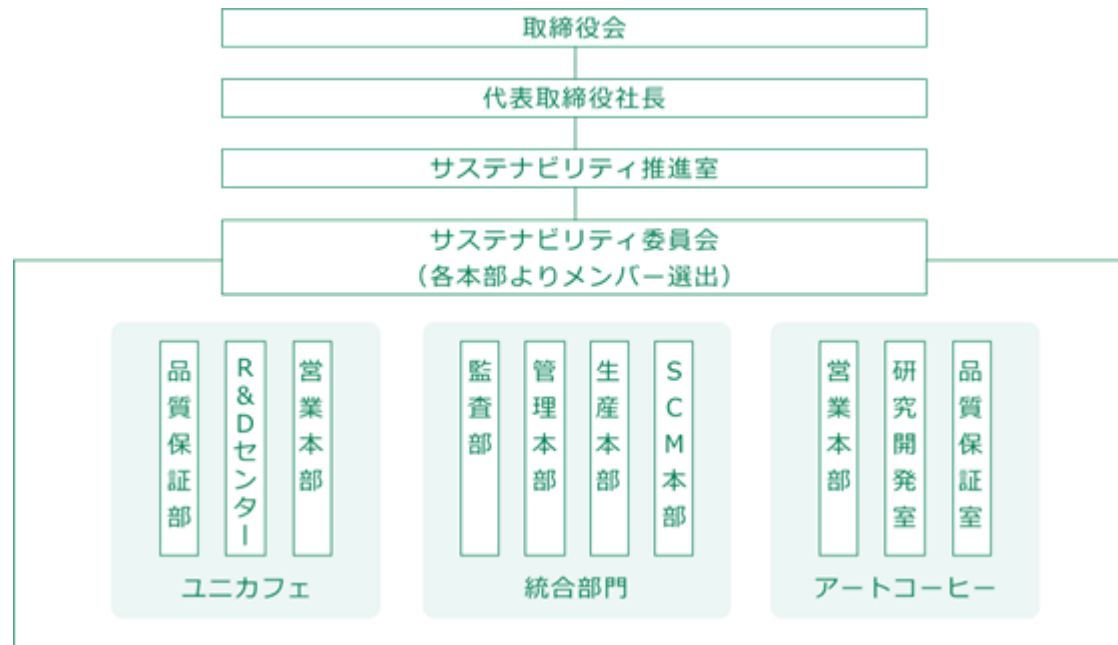 取締役会
代表取締役社長
サステナビリティ推進室
サステナビリティ委員会
（各本部よりメンバー選出）
品質保証部
R&Dセンター
営業本部
ユニカフェ
監査部
管理本部
生産本部
SCM本部
統合部門
営業本部
研究開発室
品質保証室
アートコーヒー